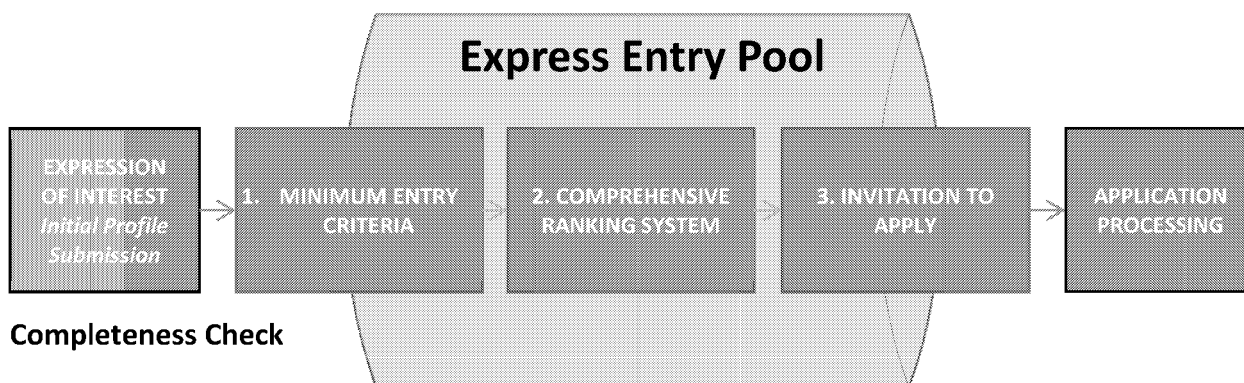 Express Entry Pool
EXPRESSION
OF INTEREST
Initial Profile
Submission
1. MINIMUM ENTRY
CRITERIA
2. COMPREHENSIVE
RANKING SYSTEM
3. INVITATION TO
APPLY
APPLICATION
PROCESSING
Completeness Check